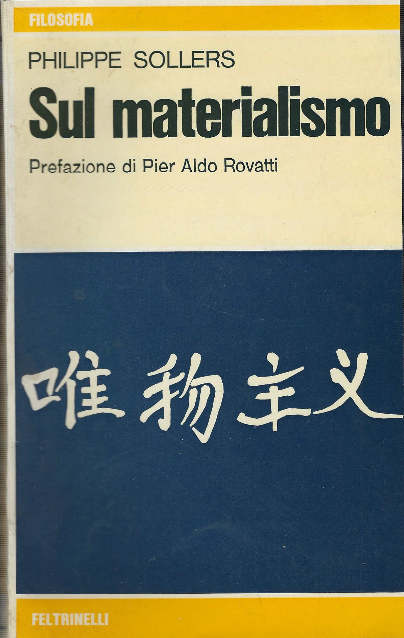 FILOSOFIA
PHILIPPE SOLLERS
Sul materialismo
Prefazione di Pier Aldo Rovatti
唯物主义
FELTRINELLI